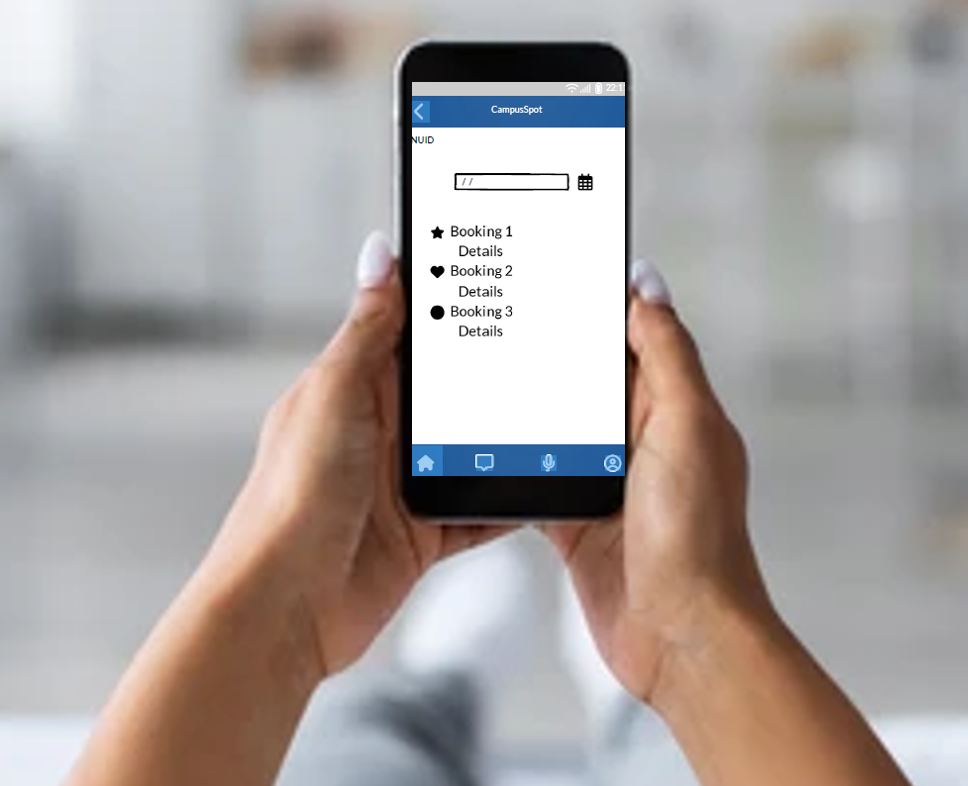 22:1
CampusSpot
NUID
/ /
Booking 1
Details
Booking 2
Details
Booking 3
Details